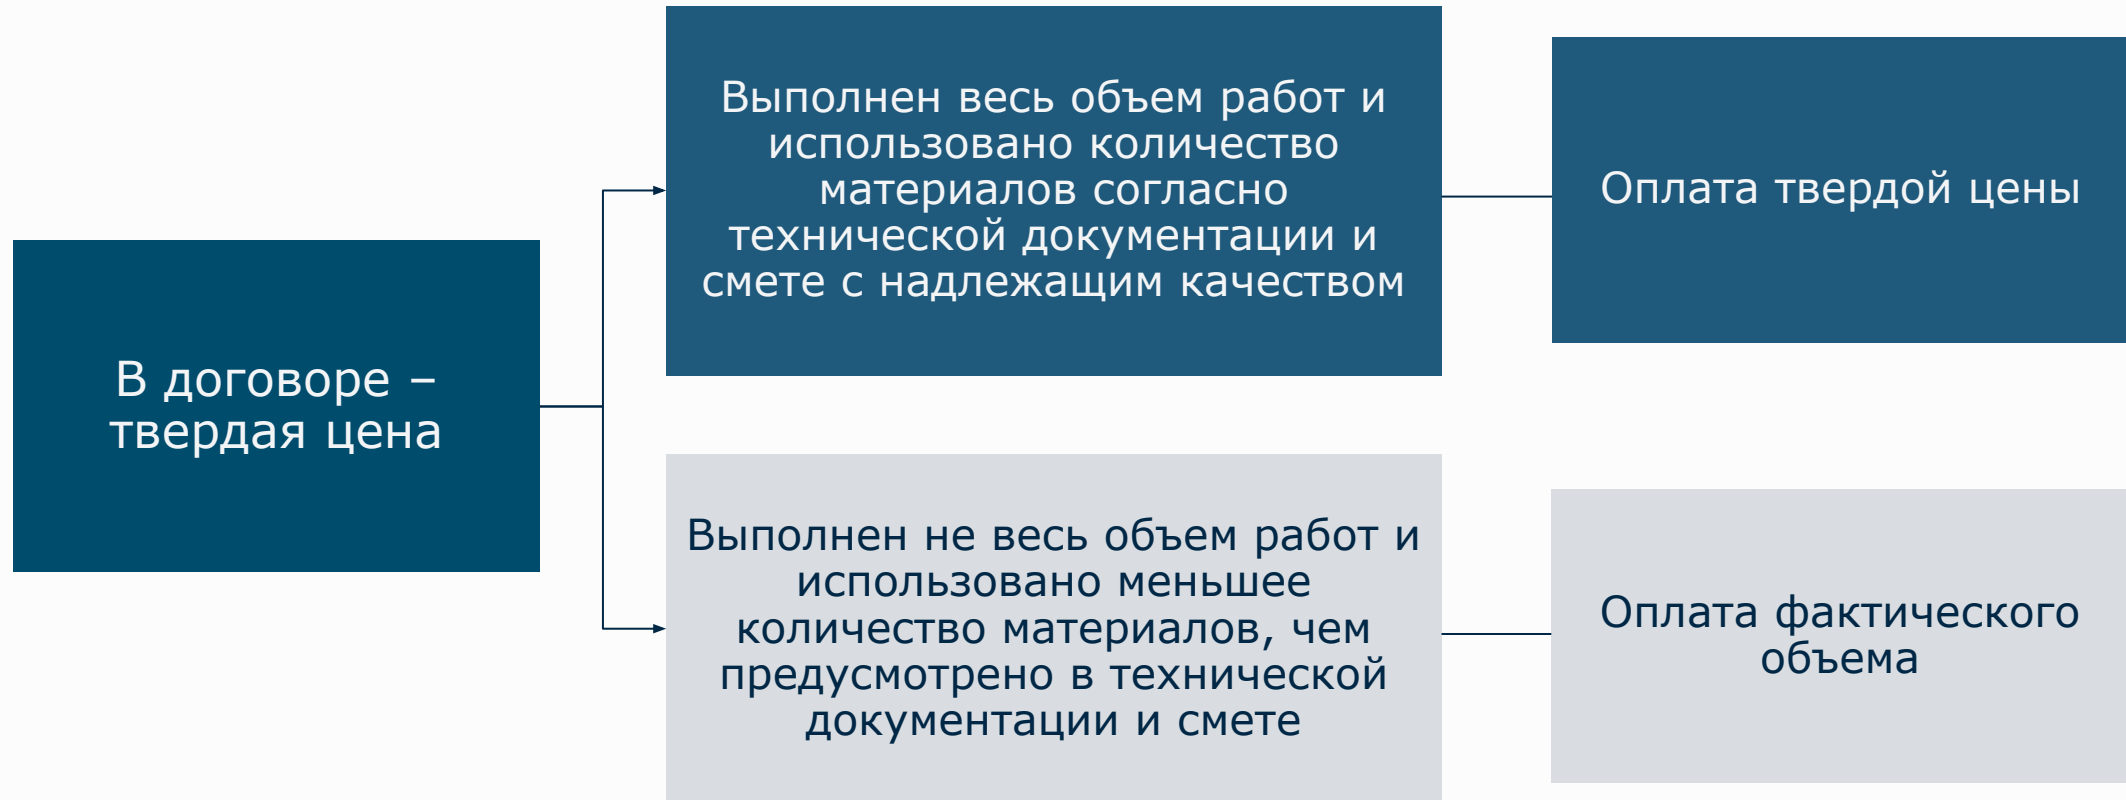 В договоре –
твердая цена
Выполнен весь объем работ и
использовано количество
материалов согласно
технической документации и
смете с надлежащим качеством
Оплата твердой цены
Выполнен не весь объем работ и
использовано меньшее
количество материалов, чем
предусмотрено в технической
документации и смете
Оплата фактического
объема